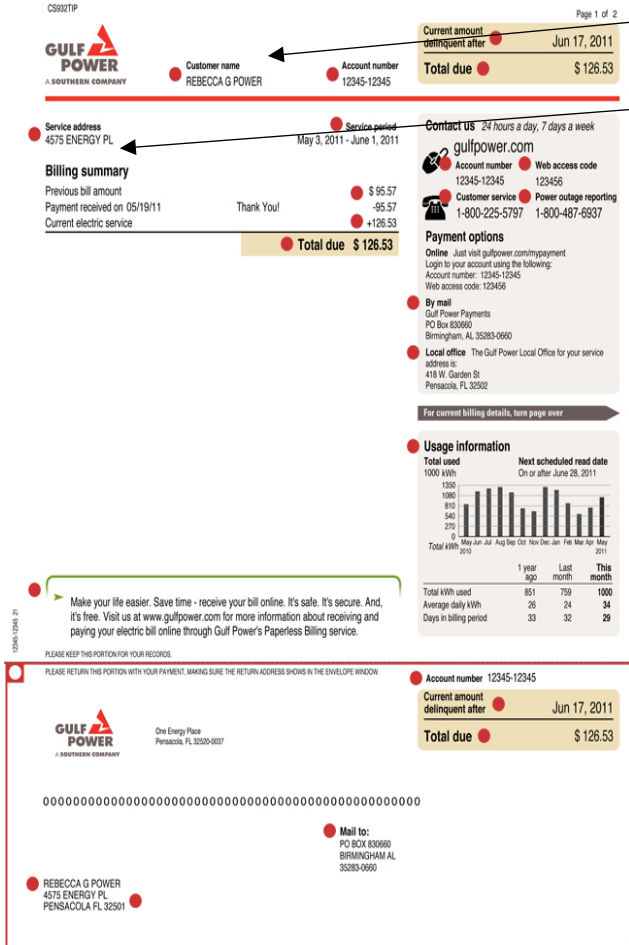 CS932TIP
Page 1 of 2
GULF
POWER
A SOUTHERN COMPANY
Customer name
REBECCA G POWER
Account number
12345-12345
Current amount
delinquent after Jun 17, 2011
Total due $ 126.53
Service address
4575 ENERGY PL
Service period
May 3, 2011 - June 1, 2011
Billing summary
Previous bill amount $ 95.57
Payment received on 05/19/11 Thank You! -95.57
Current electric service +126.53
Total due $ 126.53
Contact us 24 hours a day, 7 days a week
gulfpower.com
Account number Web access code
12345-12345 123456
Customer service Power outage reporting
1-800-225-5797 1-800-487-6937
Payment options
Online Just visit gulfpower.com/mypayment
Login to your account using the following:
Account number: 12345-12345
Web access code: 123456
By mail
Gulf Power Payments
PO Box 830660
Birmingham, AL 35283-0660
Local office The Gulf Power Local Office for your service
address is:
418 W. Garden St
Pensacola, FL 32502
For current billing details, turn page over
Usage information
Total used Next scheduled read date
1000 kWh On or after June 28, 2011
1350
1080
810
540
270
0
Total kWh May Jun Jul Aug Sep Oct Nov Dec Jan Feb Mar Apr May
2010 2011
1 year Last This
ago month month
Total kWh used 851 759 1000
Average daily kWh 26 24 34
Days in billing period 33 32 29
Make your life easier. Save time - receive your bill online. It's safe. It's secure. And,
it's free. Visit us at www.gulfpower.com for more information about receiving and
paying your electric bill online through Gulf Power's Paperless Billing service.
12345-12345 21
PLEASE KEEP THIS PORTION FOR YOUR RECORDS.
PLEASE RETURN THIS PORTION WITH YOUR PAYMENT, MAKING SURE THE RETURN ADDRESS SHOWS IN THE ENVELOPE WINDOW.
Account number 12345-12345
Current amount
delinquent after Jun 17, 2011
Total due $ 126.53
GULF
POWER
A SOUTHERN COMPANY
One Energy Place
Pensacola, FL 32520-0037
00000000000000000000000000000000000000000000000000
Mail to:
PO BOX 830660
BIRMINGHAM AL
35283-0660
REBECCA G POWER
4575 ENERGY PL
PENSACOLA FL 32501